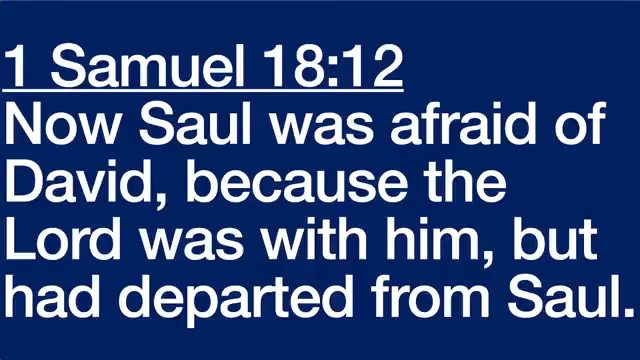 1 Samuel 18:12
Now Saul was afraid of
David, because the
Lord was with him, but
had departed from Saul.